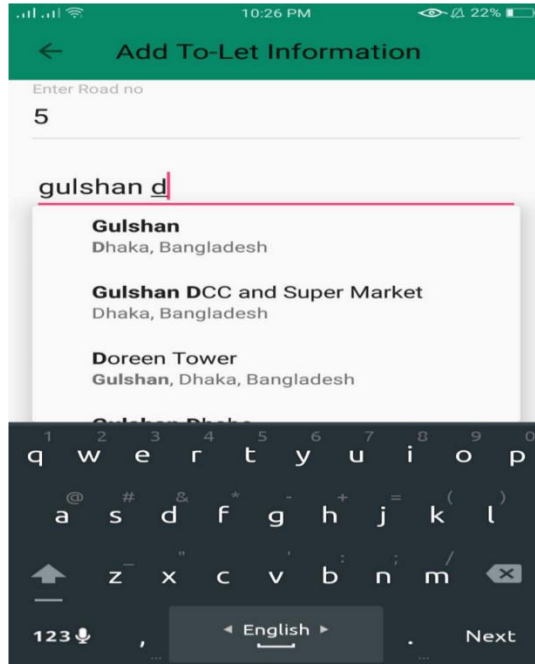 10:26 PM 22%
Add To-Let Information
Enter Road no
5
gulshan d
Gulshan
Dhaka, Bangladesh
Gulshan DCC and Super Market
Dhaka, Bangladesh
Doreen Tower
Gulshan, Dhaka, Bangladesh
Gulshan Dhaka
1 2 3 4 5 6 7 8 9 0
q w e r t y u i o p
@ # & * - + = ( )
a s d f g h j k l
_ " ' : ; /
z x c v b n m
123 , English . Next